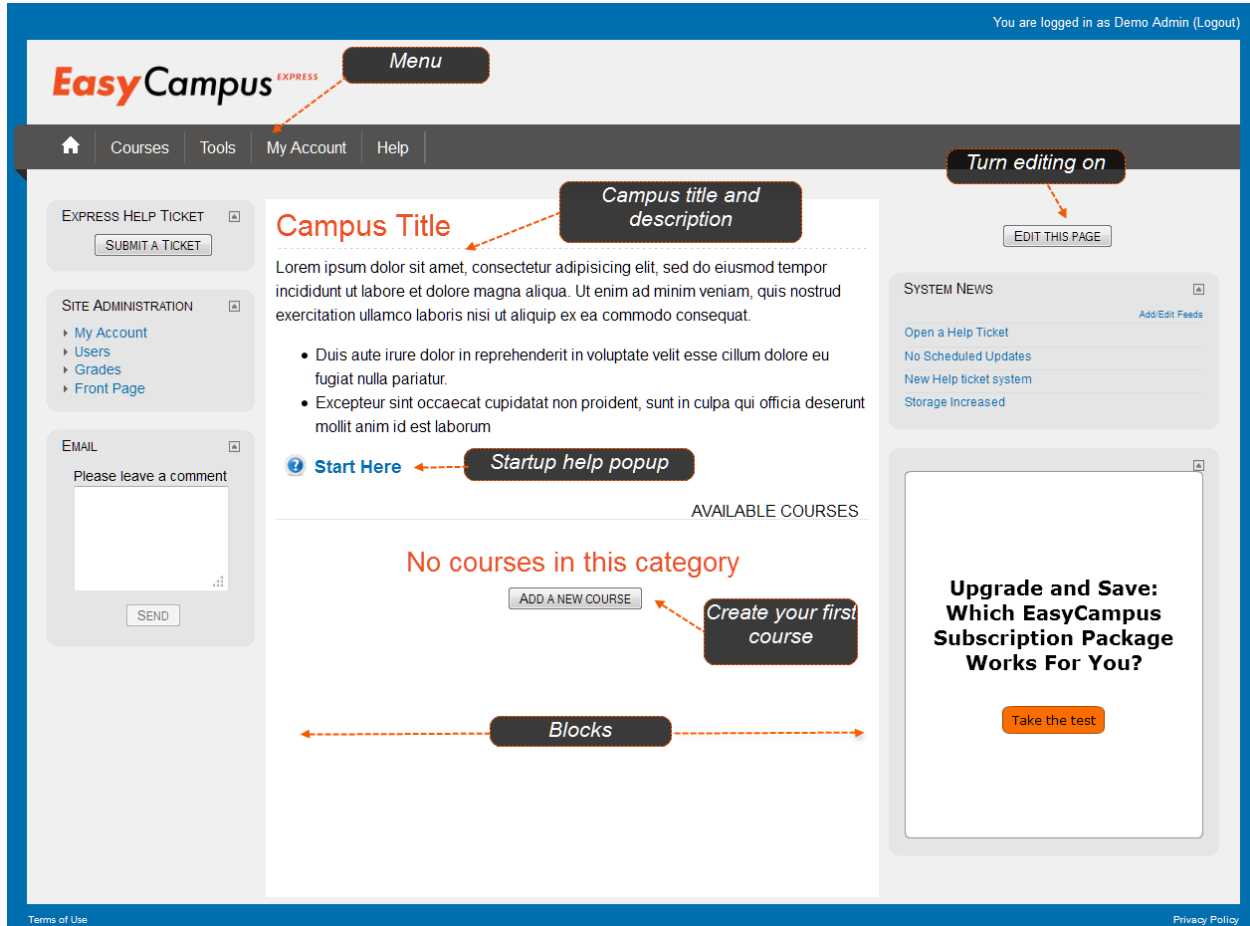 You are logged in as Demo Admin (Logout)
EasyCampus EXPRESS
Menu
Courses
Tools
My Account
Help
Turn editing on
EXPRESS HELP TICKET
SUBMIT A TICKET
SITE ADMINISTRATION
My Account
Users
Grades
Front Page
EMAIL
Please leave a comment
SEND
Campus title and
description
Campus Title
Lorem ipsum dolor sit amet, consectetur adipisicing elit, sed do eiusmod tempor
incididunt ut labore et dolore magna aliqua. Ut enim ad minim veniam, quis nostrud
exercitation ullamco laboris nisi ut aliquip ex ea commodo consequat.
• Duis aute irure dolor in reprehenderit in voluptate velit esse cillum dolore eu
fugiat nulla pariatur.
• Excepteur sint occaecat cupidatat non proident, sunt in culpa qui officia deserunt
mollit anim id est laborum
? Start Here
Startup help popup
AVAILABLE COURSES
No courses in this category
ADD A NEW COURSE
Create your first
course
Blocks
EDIT THIS PAGE
SYSTEM NEWS
Add/Edit Feeds
Open a Help Ticket
No Scheduled Updates
New Help ticket system
Storage Increased
Upgrade and Save:
Which EasyCampus
Subscription Package
Works For You?
Take the test
Terms of Use
Privacy Policy